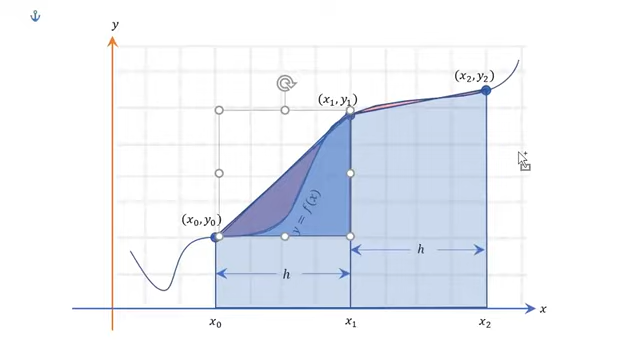 y
(x₂,y₂)
(x₁,y₁)
(x₀,y₀)
y = f(x)
h
h
x
x₀
x₁
x₂